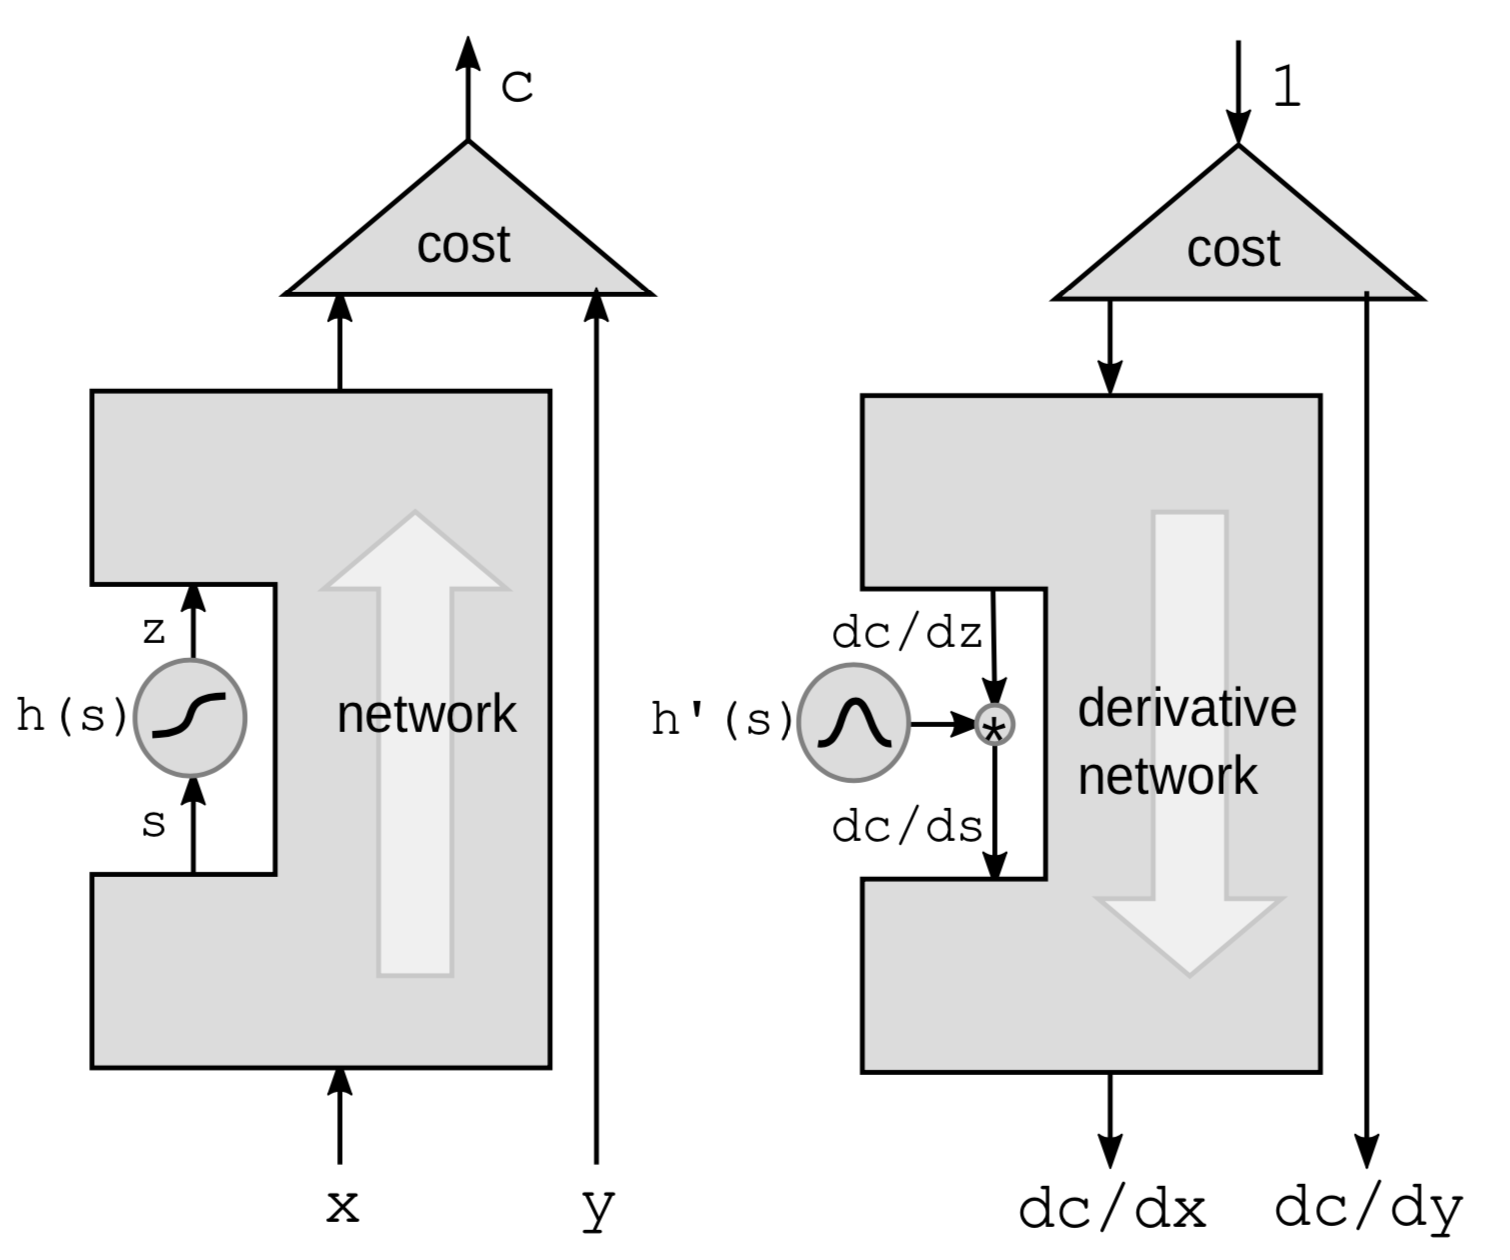 c
cost
z
h(s)
network
s
x
y
1
cost
dc/dz
h'(s)
*
dc/ds
derivative
network
dc/dx
dc/dy